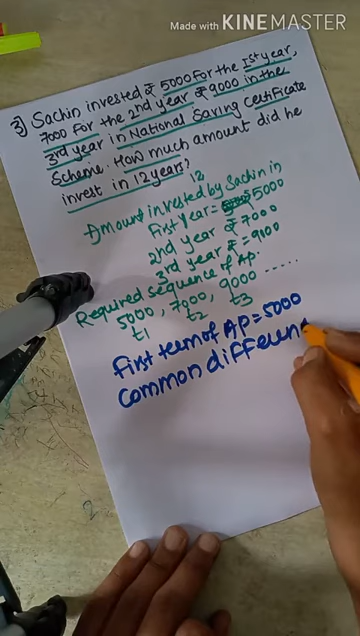 Made with KINEMASTER
3) Sachin invested ₹ 5000 for the Ist year,
7000 for the 2nd year ₹ 9000 in the
3rd year in National Saving Certificate
Scheme. How much amount did he
invest in 12 years?
12
Amount invested by Sachin in
first year = 5000
2nd year ₹ 7000
3rd year ₹ = 9100
Required sequence of AP.
5000, 7000, 9000 ......
t1 t2 t3
first term of AP = 5000
common differen
2